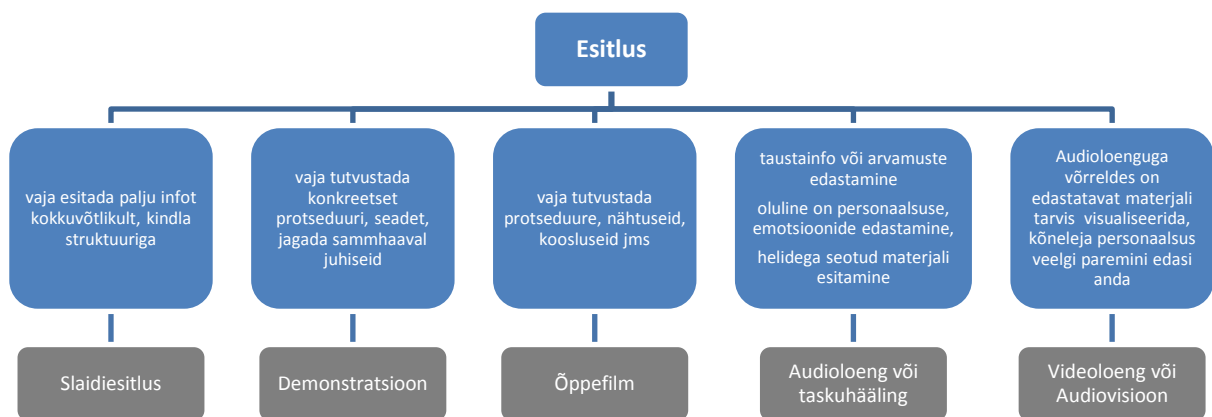 Esitlus
vaja esitada palju infot
kokkuvõtlikult, kindla
struktuuriga
vaja tutvustada
konkreetset
protseduuri, seadet,
jagada sammhaaval
juhiseid
vaja tutvustada
protseduure, nähtuseid,
koosluseid jms
taustainfo või arvamuste
edastamine
oluline on personaalsuse,
emotsioonide edastamine,
helidega seotud materjali
esitamine
Audioloenguga
võrreldes on
edastatavat materjali
tarvis visualiseerida,
kõneleja personaalsus
veelgi paremini edasi
anda
Slaidiesitlus
Demonstratsioon
Õppefilm
Audioloeng või
taskuhääling
Videoloeng või
Audiovisioon